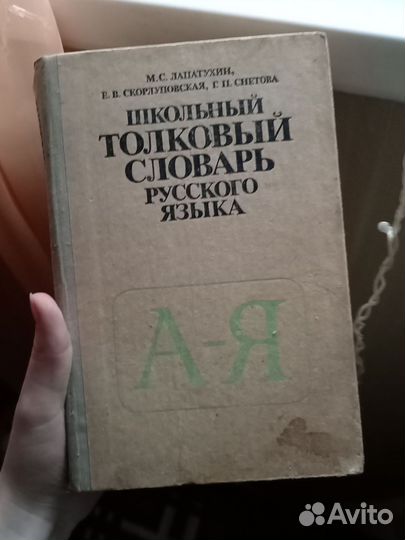 М.С. ЛАПАТУХИН,
Е.В. СКОРЛУПОВСКАЯ, Г.П. СНЕТОВА
ШКОЛЬНЫЙ
ТОЛКОВЫЙ
СЛОВАРЬ
РУССКОГО
ЯЗЫКА
А-Я
Avito